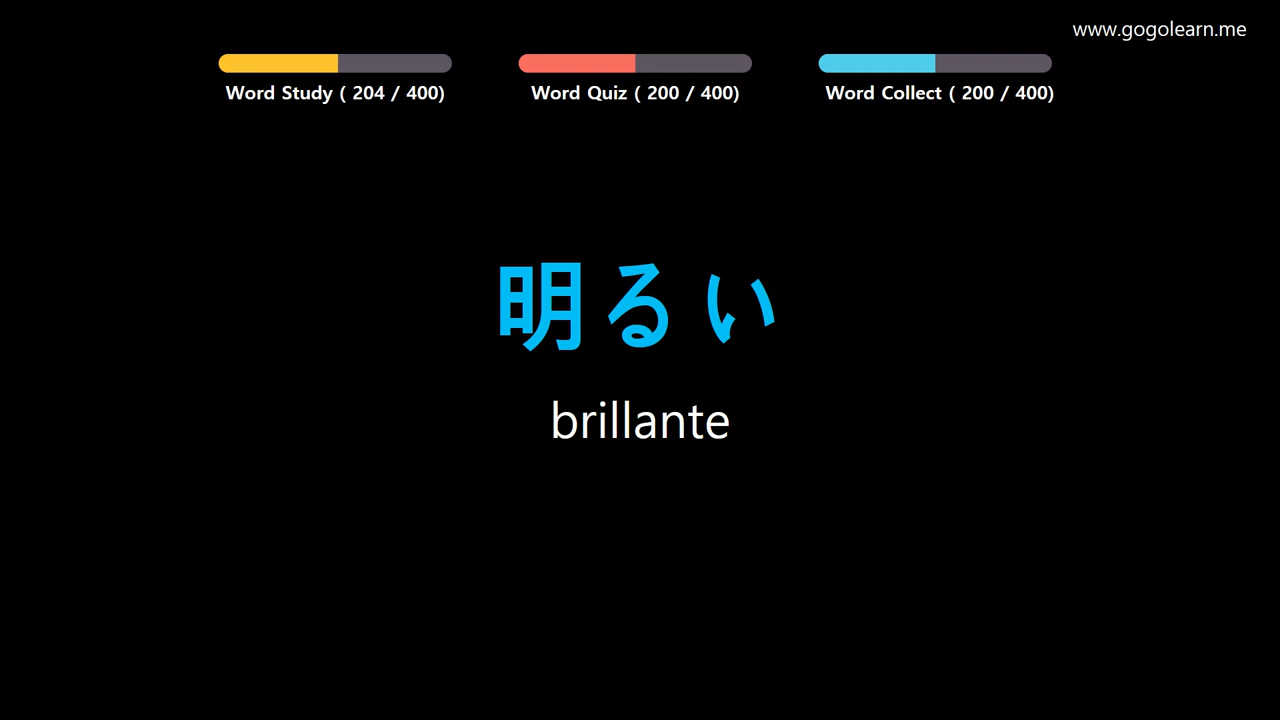 www.gogolearn.me
Word Study ( 204 / 400)
Word Quiz ( 200 / 400)
Word Collect ( 200 / 400)
明るい
brillante